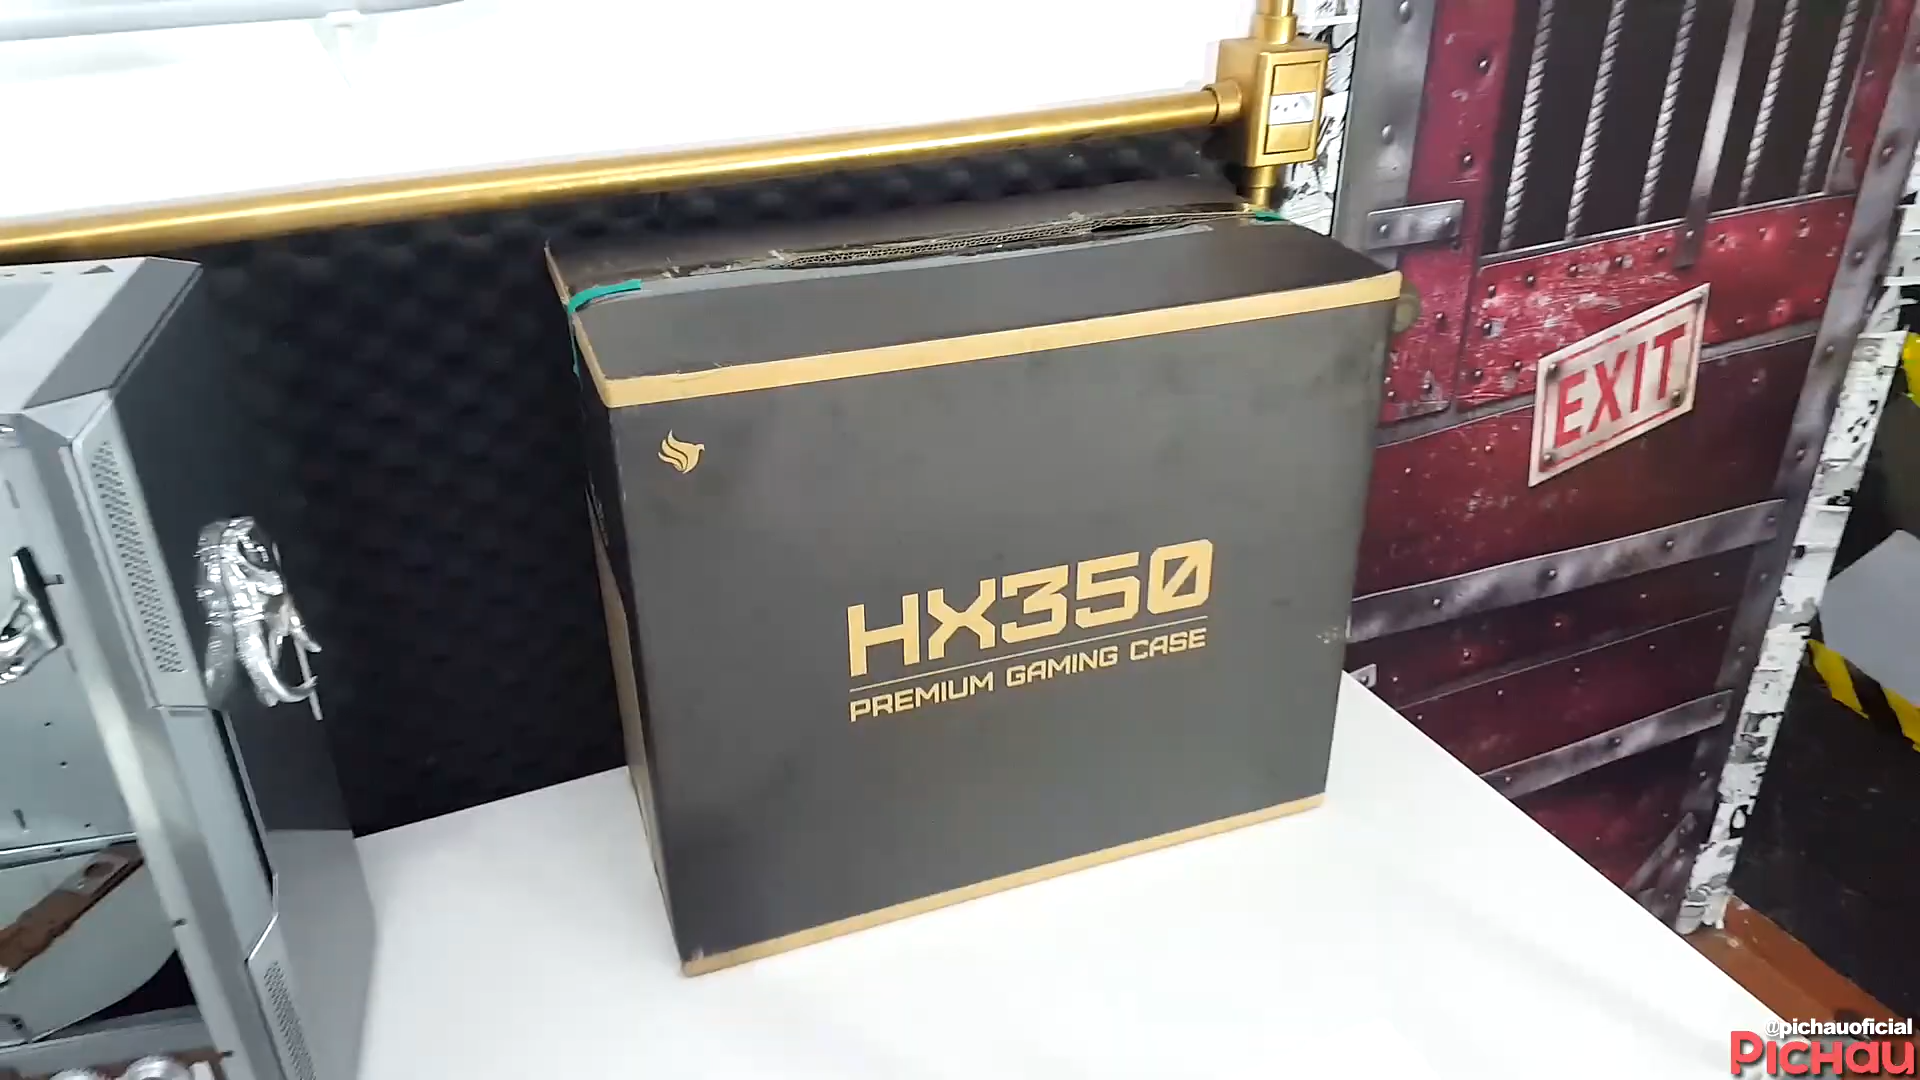 EXIT
HX350
PREMIUM GAMING CASE
@pichauoficial
PiCHAU